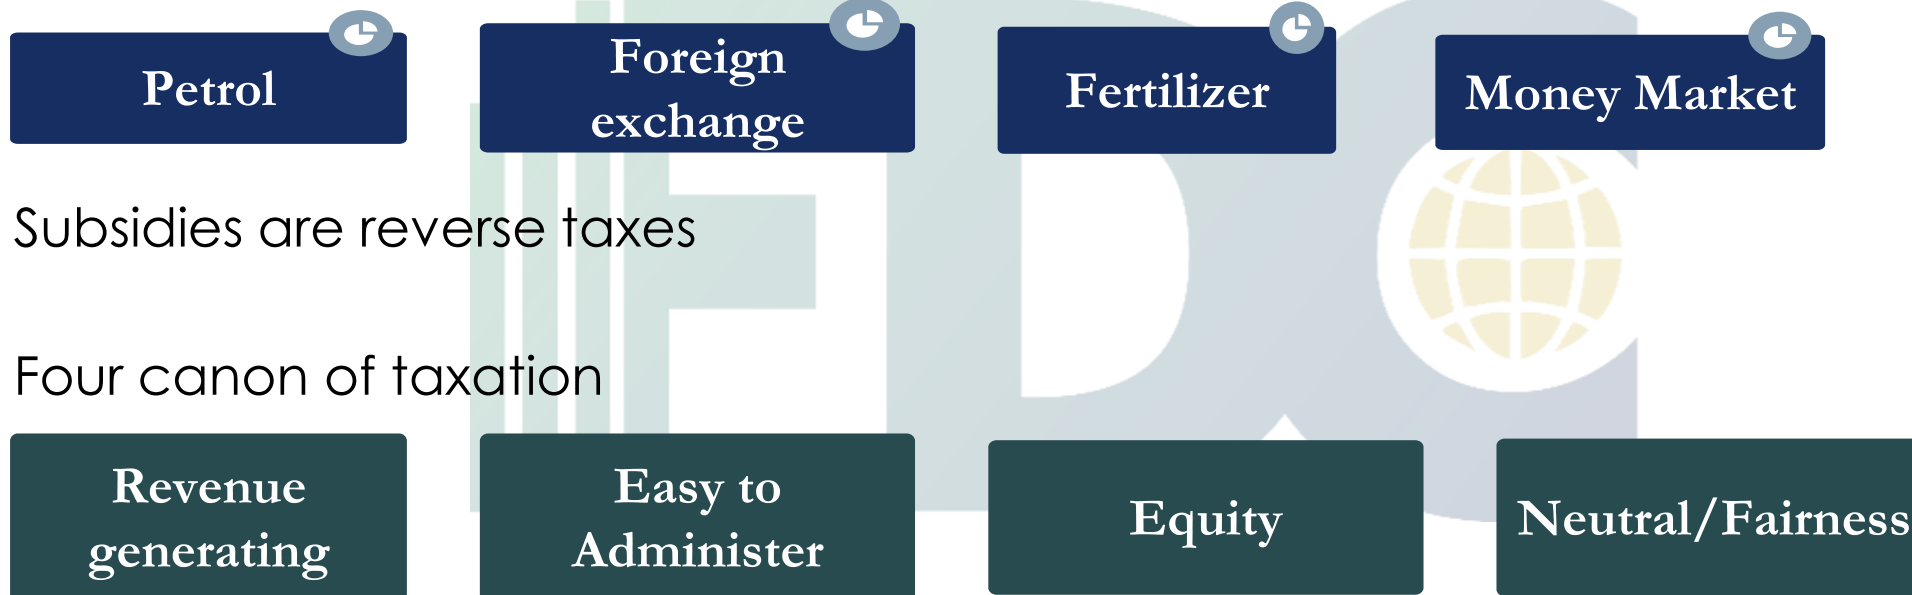 Petrol
Foreign
exchange
Fertilizer
Money Market
Subsidies are reverse taxes
Four canon of taxation
Revenue
generating
Easy to
Administer
Equity
Neutral/Fairness
FDC